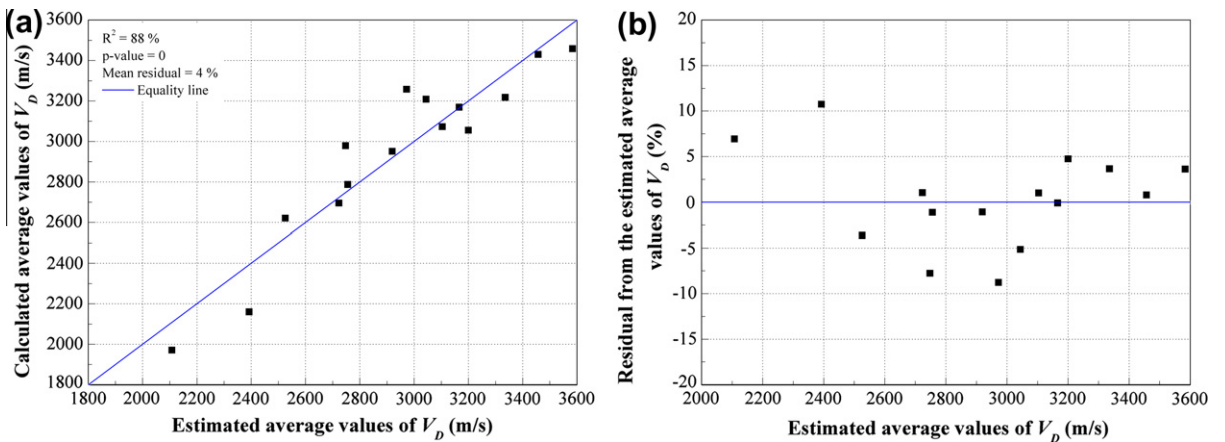 (a)
R² = 88 %
p-value = 0
Mean residual = 4 %
Equality line
Calculated average values of V_D (m/s)
3600
3400
3200
3000
2800
2600
2400
2200
2000
1800
1800 2000 2200 2400 2600 2800 3000 3200 3400 3600
Estimated average values of V_D (m/s)
(b)
Residual from the estimated average
values of V_D (%)
20
15
10
5
0
-5
-10
-15
-20
2000 2200 2400 2600 2800 3000 3200 3400 3600
Estimated average values of V_D (m/s)